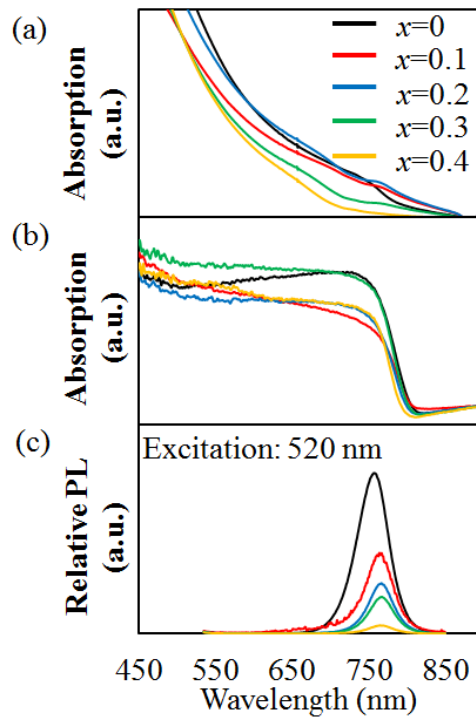 (a)
Absorption
(a.u.)
x=0
x=0.1
x=0.2
x=0.3
x=0.4
(b)
Absorption
(a.u.)
(c)
Excitation: 520 nm
Relative PL
(a.u.)
450 550 650 750 850
Wavelength (nm)